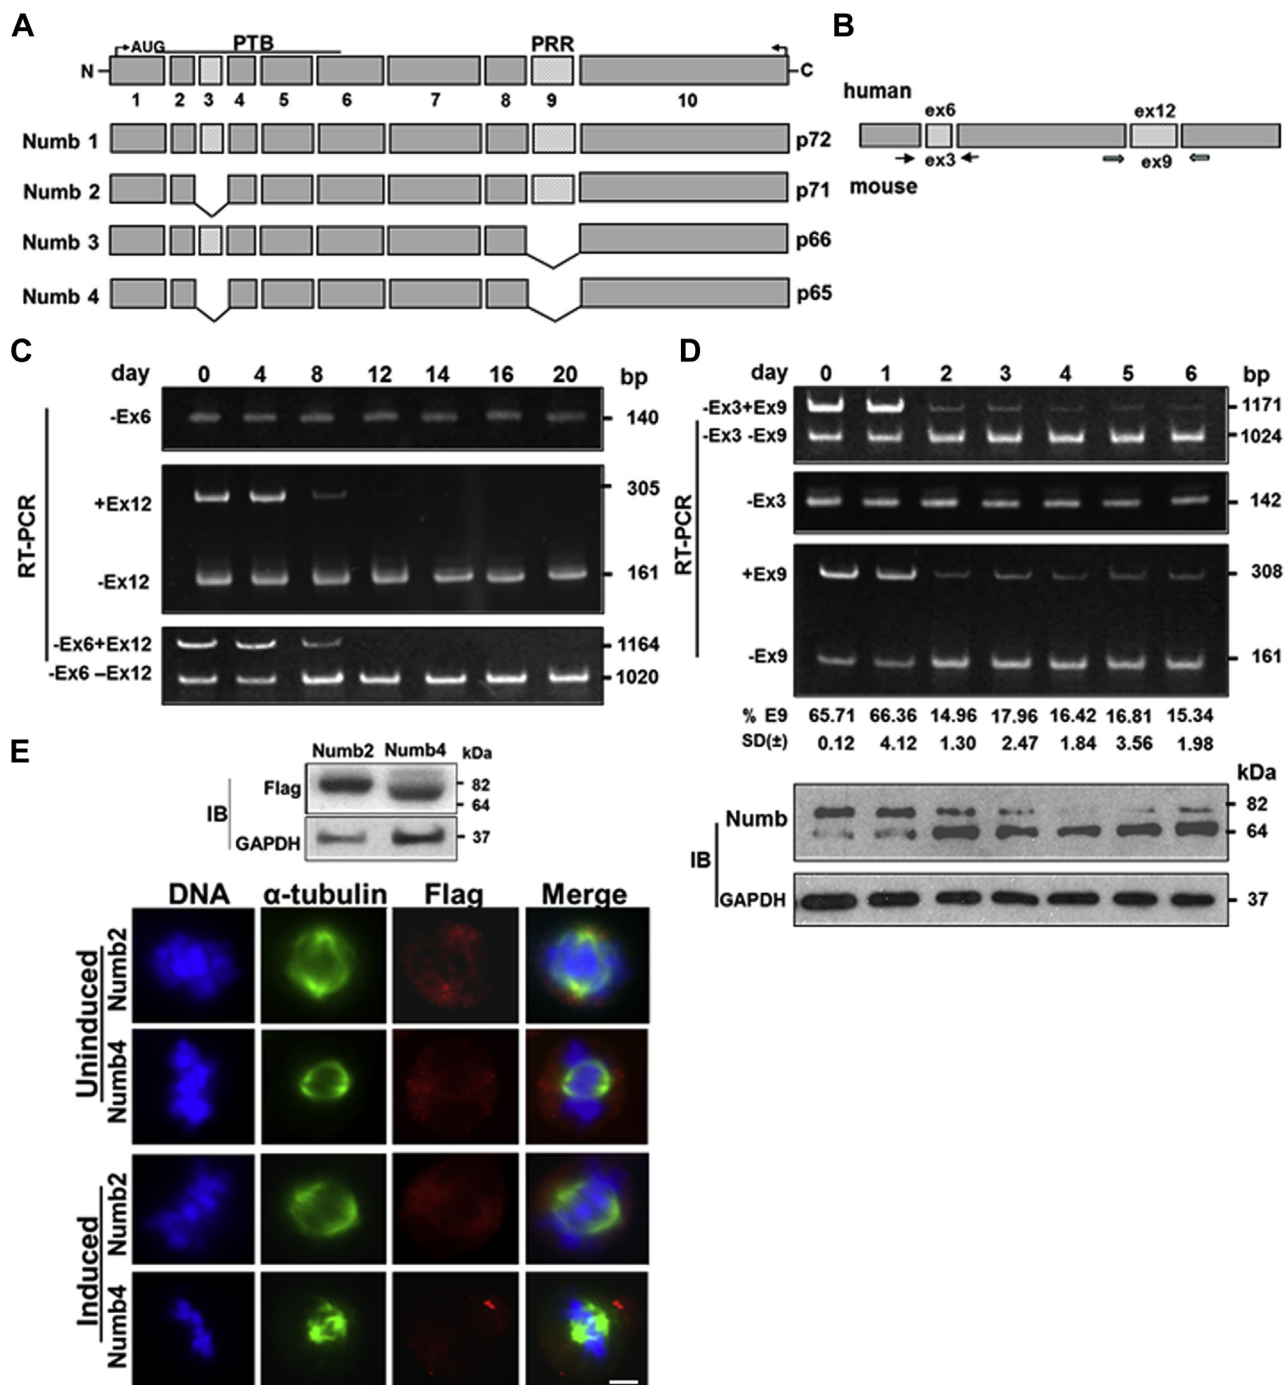 A
AUG PTB PRR
N C
1 2 3 4 5 6 7 8 9 10
Numb 1 p72
Numb 2 p71
Numb 3 p66
Numb 4 p65
B
human
ex6 ex12
ex3 ex9
mouse
C
day 0 4 8 12 14 16 20 bp
RT-PCR
-Ex6 140
+Ex12 305
-Ex12 161
-Ex6+Ex12 1164
-Ex6 –Ex12 1020
D
day 0 1 2 3 4 5 6 bp
RT-PCR
-Ex3+Ex9 1171
-Ex3 -Ex9 1024
-Ex3 142
+Ex9 308
-Ex9 161
% E9 65.71 66.36 14.96 17.96 16.42 16.81 15.34
SD(±) 0.12 4.12 1.30 2.47 1.84 3.56 1.98
kDa
IB
Numb 82
64
GAPDH 37
E
Numb2 Numb4 kDa
IB
Flag 82
64
GAPDH 37
DNA α-tubulin Flag Merge
Uninduced
Numb2
Numb4
Induced
Numb2
Numb4